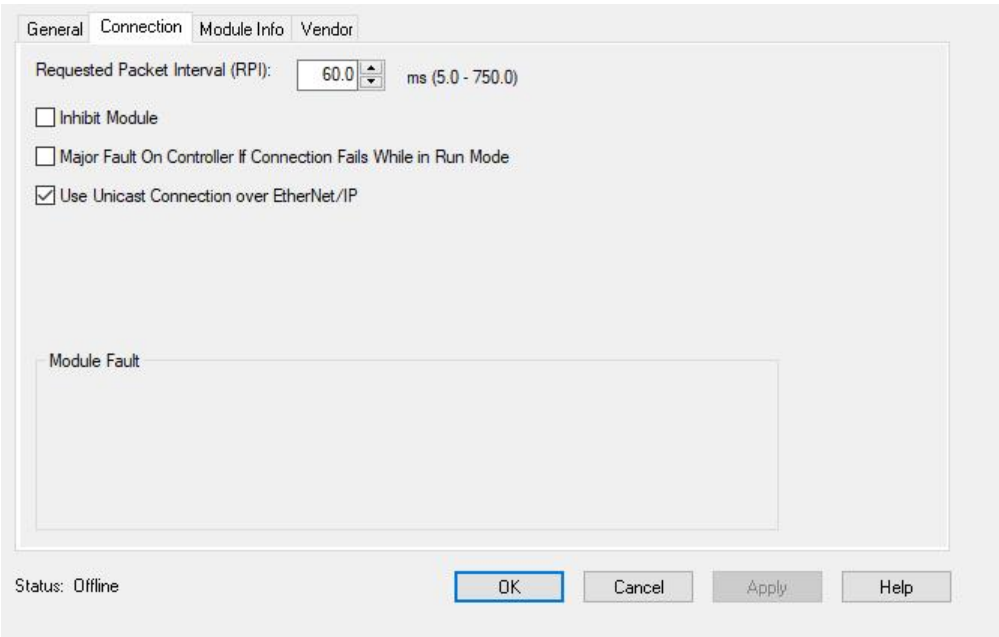 General Connection Module Info Vendor
Requested Packet Interval (RPI): 60.0 ms (5.0 - 750.0)
Inhibit Module
Major Fault On Controller If Connection Fails While in Run Mode
Use Unicast Connection over EtherNet/IP
Module Fault
Status: Offline OK Cancel Apply Help